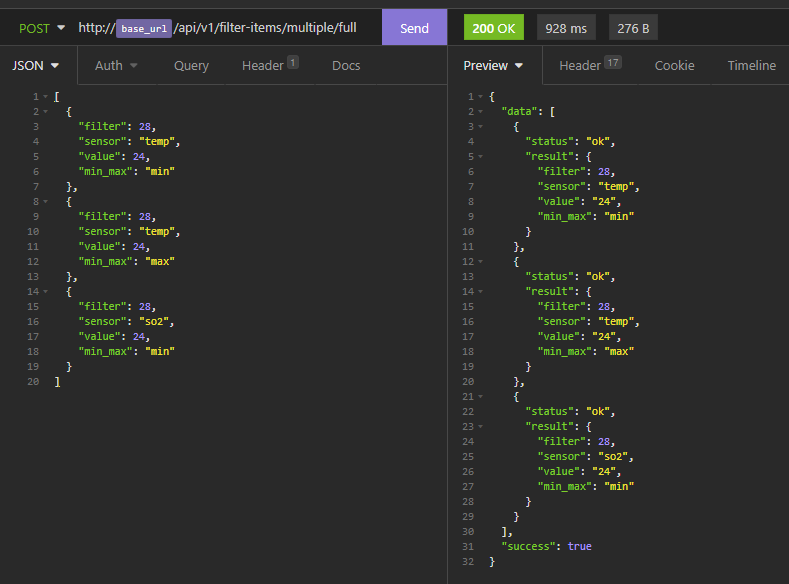 POST http://base_url/api/v1/filter-items/multiple/full Send 200 OK 928 ms 276 B
JSON Auth Query Header 1 Docs Preview Header 17 Cookie Timeline
1 [
2 {
3 "filter": 28,
4 "sensor": "temp",
5 "value": 24,
6 "min_max": "min"
7 },
8 {
9 "filter": 28,
10 "sensor": "temp",
11 "value": 24,
12 "min_max": "max"
13 },
14 {
15 "filter": 28,
16 "sensor": "so2",
17 "value": 24,
18 "min_max": "min"
19 }
20 ]
1 {
2 "data": [
3 {
4 "status": "ok",
5 "result": {
6 "filter": 28,
7 "sensor": "temp",
8 "value": "24",
9 "min_max": "min"
10 }
11 },
12 {
13 "status": "ok",
14 "result": {
15 "filter": 28,
16 "sensor": "temp",
17 "value": "24",
18 "min_max": "max"
19 }
20 },
21 {
22 "status": "ok",
23 "result": {
24 "filter": 28,
25 "sensor": "so2",
26 "value": "24",
27 "min_max": "min"
28 }
29 }
30 ],
31 "success": true
32 }